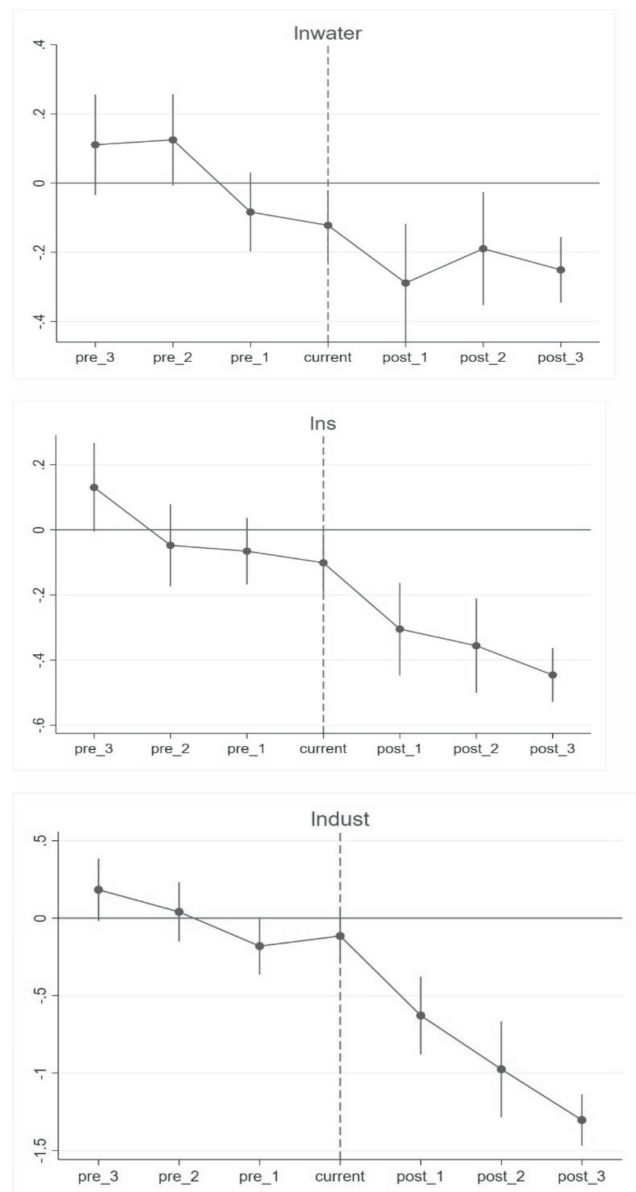 lnwater
.4
.2
0
-.2
-.4
pre_3 pre_2 pre_1 current post_1 post_2 post_3
lns
.2
0
-.2
-.4
-.6
pre_3 pre_2 pre_1 current post_1 post_2 post_3
lndust
.5
0
-.5
-1
-1.5
pre_3 pre_2 pre_1 current post_1 post_2 post_3